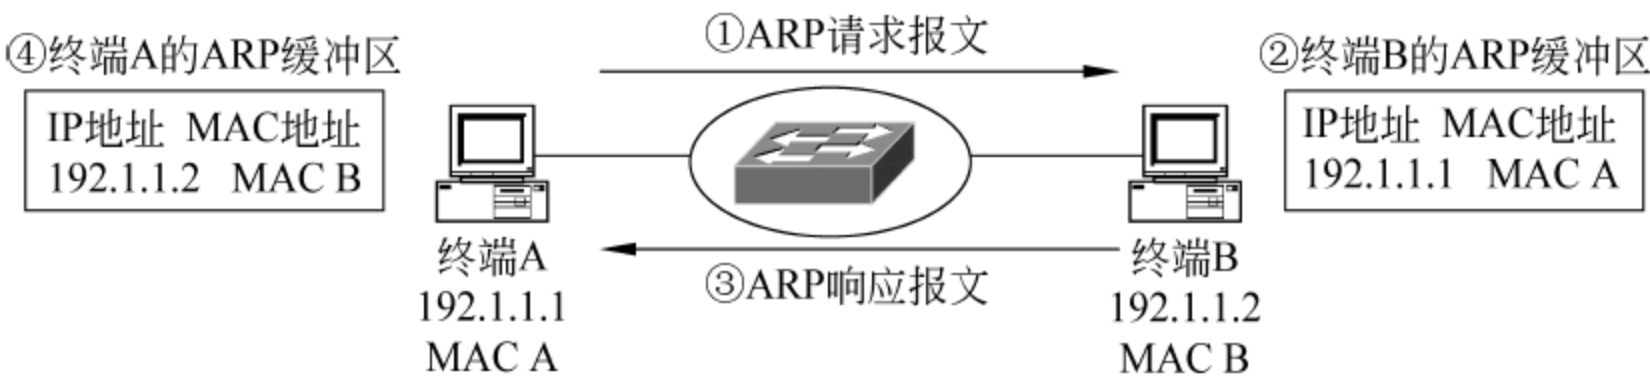 ①ARP请求报文
④终端A的ARP缓冲区
IP地址 MAC地址
192.1.1.2 MAC B
②终端B的ARP缓冲区
IP地址 MAC地址
192.1.1.1 MAC A
终端A
192.1.1.1
MAC A
③ARP响应报文
终端B
192.1.1.2
MAC B